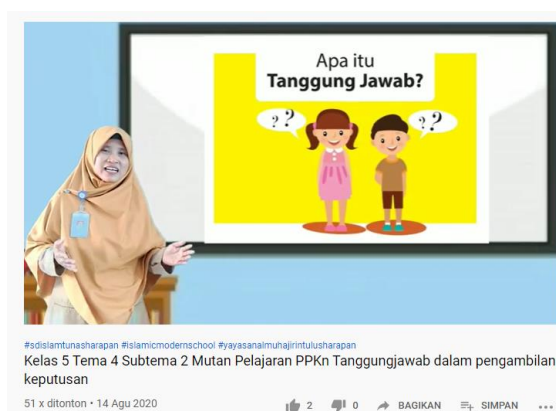 Apa itu
Tanggung Jawab?
? ?
? ?
#sdislamtunasharapan #islamicmodernschool #yayasanalmuhajirintulusharapan
Kelas 5 Tema 4 Subtema 2 Mutan Pelajaran PPKn Tanggungjawab dalam pengambilan
keputusan
51 x ditonton • 14 Agu 2020
2 0 BAGIKAN SIMPAN ...